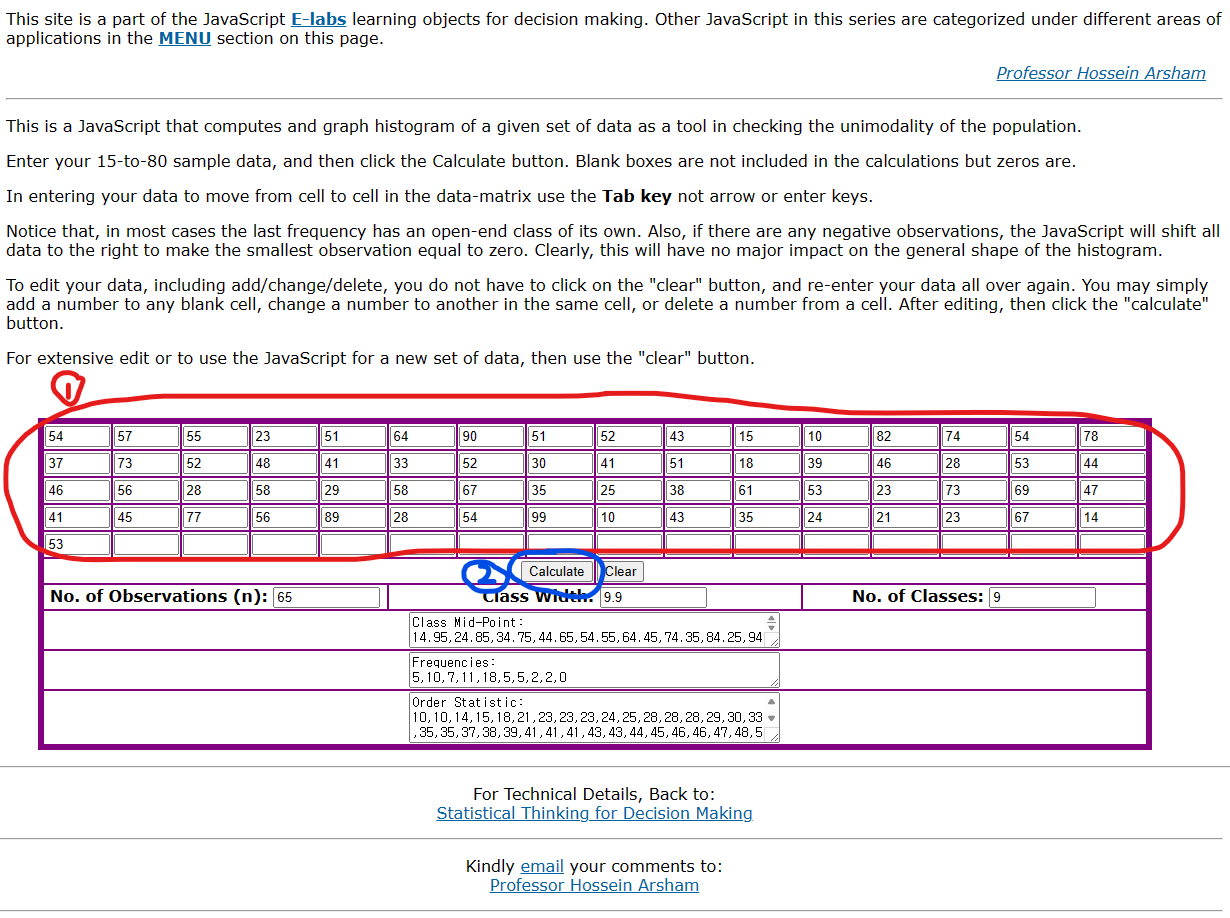 This site is a part of the JavaScript E-labs learning objects for decision making. Other JavaScript in this series are categorized under different areas of
applications in the MENU section on this page.
Professor Hossein Arsham
This is a JavaScript that computes and graph histogram of a given set of data as a tool in checking the unimodality of the population.
Enter your 15-to-80 sample data, and then click the Calculate button. Blank boxes are not included in the calculations but zeros are.
In entering your data to move from cell to cell in the data-matrix use the Tab key not arrow or enter keys.
Notice that, in most cases the last frequency has an open-end class of its own. Also, if there are any negative observations, the JavaScript will shift all
data to the right to make the smallest observation equal to zero. Clearly, this will have no major impact on the general shape of the histogram.
To edit your data, including add/change/delete, you do not have to click on the "clear" button, and re-enter your data all over again. You may simply
add a number to any blank cell, change a number to another in the same cell, or delete a number from a cell. After editing, then click the "calculate"
button.
For extensive edit or to use the JavaScript for a new set of data, then use the "clear" button.
1
54 57 55 23 51 64 90 51 52 43 15 10 82 74 54 78
37 73 52 48 41 33 52 30 41 51 18 39 46 28 53 44
46 56 28 58 29 58 67 35 25 38 61 53 23 73 69 47
41 45 77 56 89 28 54 99 10 43 35 24 21 23 67 14
53
2 Calculate Clear
No. of Observations (n): 65 Class Width: 9.9 No. of Classes: 9
Class Mid-Point:
14.95,24.85,34.75,44.65,54.55,64.45,74.35,84.25,94
Frequencies:
5,10,7,11,18,5,5,2,2,0
Order Statistic:
10,10,14,15,18,21,23,23,23,24,25,28,28,28,29,30,33
,35,35,37,38,39,41,41,41,43,43,44,45,46,46,47,48,5
For Technical Details, Back to:
Statistical Thinking for Decision Making
Kindly email your comments to:
Professor Hossein Arsham